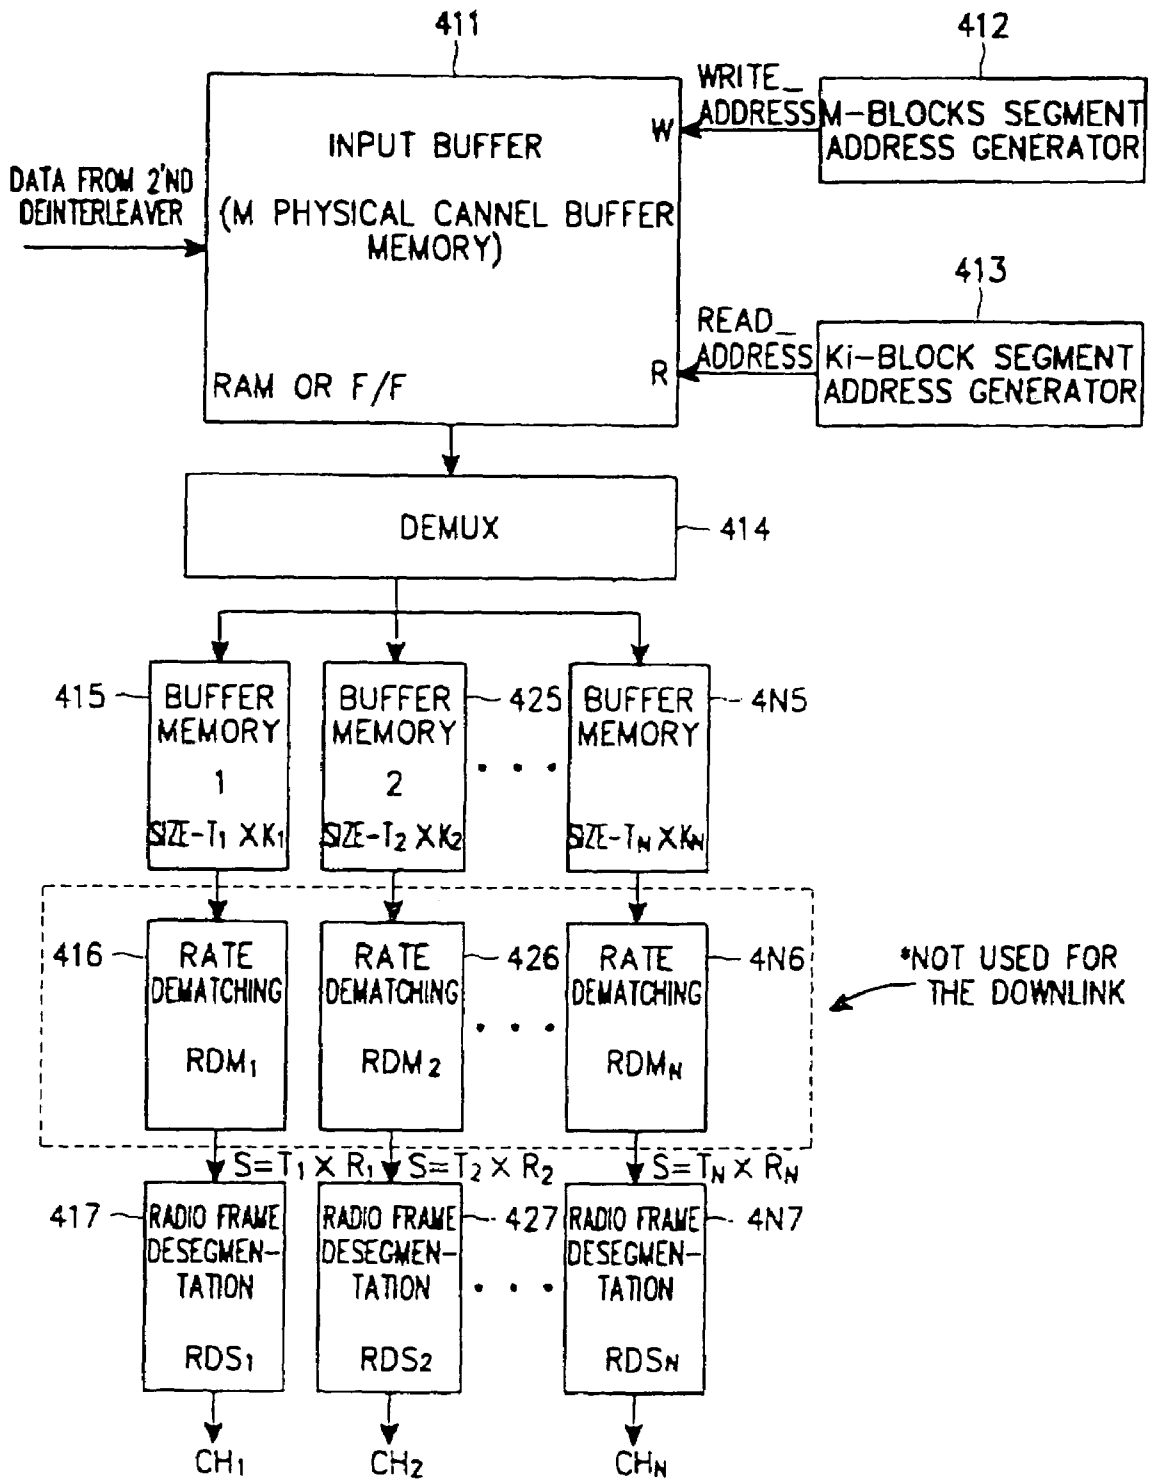 411
412
WRITE_
ADDRESS
M-BLOCKS SEGMENT
ADDRESS GENERATOR
W
INPUT BUFFER
DATA FROM 2'ND
DEINTERLEAVER
(M PHYSICAL CANNEL BUFFER
MEMORY)
413
READ_
ADDRESS
Ki-BLOCK SEGMENT
ADDRESS GENERATOR
R
RAM OR F/F
DEMUX
414
415
BUFFER
MEMORY
1
SIZE-T₁ ×K₁
BUFFER
MEMORY
2
SIZE-T₂ ×K₂
425
• • •
BUFFER
MEMORY
SIZE-TN ×KN
4N5
416
RATE
DEMATCHING
RDM₁
RATE
DEMATCHING
RDM₂
426
• • •
RATE
DEMATCHING
RDMN
4N6
*NOT USED FOR
THE DOWNLINK
S=T₁ × R₁
S=T₂ × R₂
S=TN × RN
417
RADIO FRAME
DESEGMEN-
TATION
RDS₁
RADIO FRAME
DESEGMEN-
TATION
RDS₂
427
• • •
RADIO FRAME
DESEGMEN-
TATION
RDSN
4N7
CH₁
CH₂
CHN